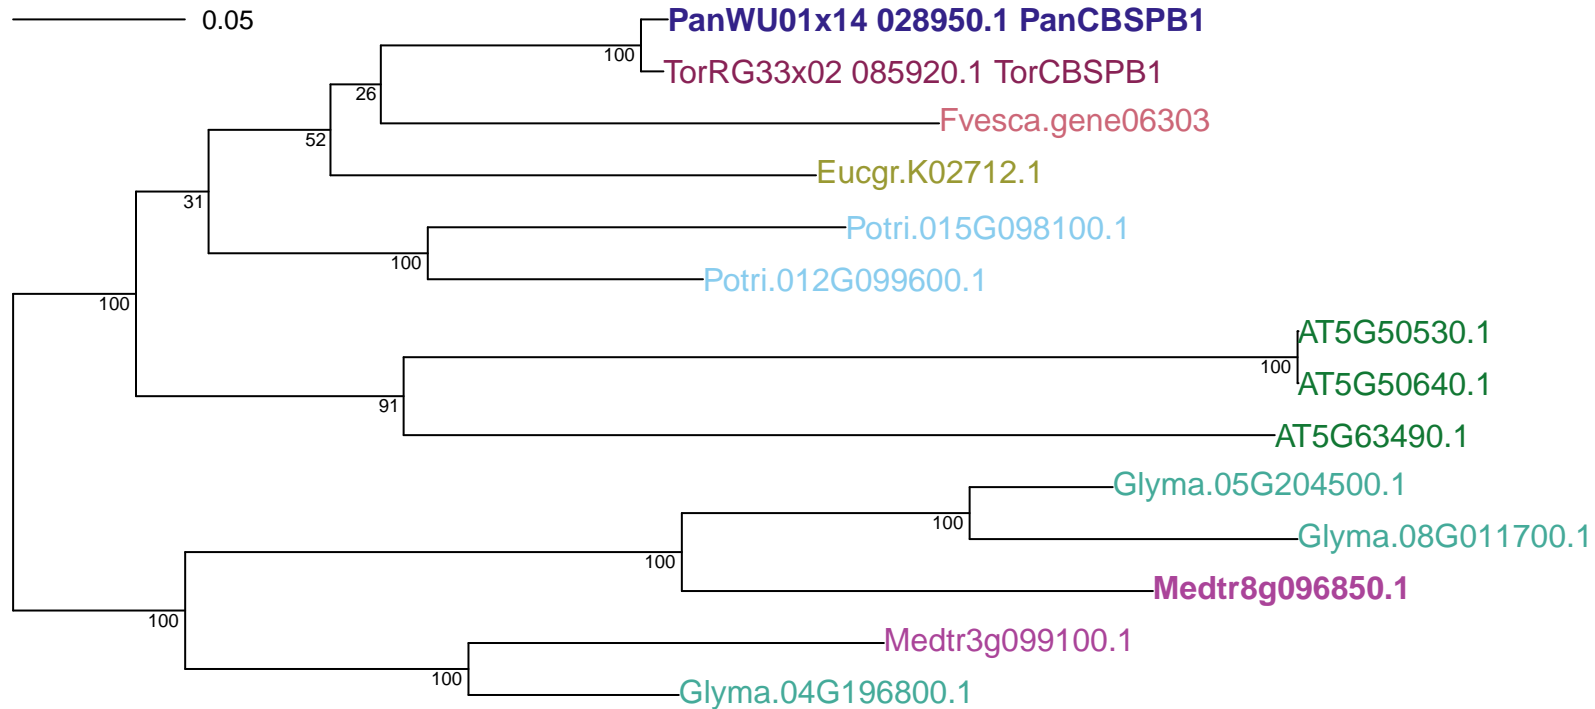 0.05
PanWU01x14 028950.1 PanCBSPB1
100
TorRG33x02 085920.1 TorCBSPB1
26
Fvesca.gene06303
52
Eucgr.K02712.1
31
Potri.015G098100.1
100
Potri.012G099600.1
100
AT5G50530.1
100
AT5G50640.1
91
AT5G63490.1
Glyma.05G204500.1
100
Glyma.08G011700.1
100
Medtr8g096850.1
100
Medtr3g099100.1
100
Glyma.04G196800.1